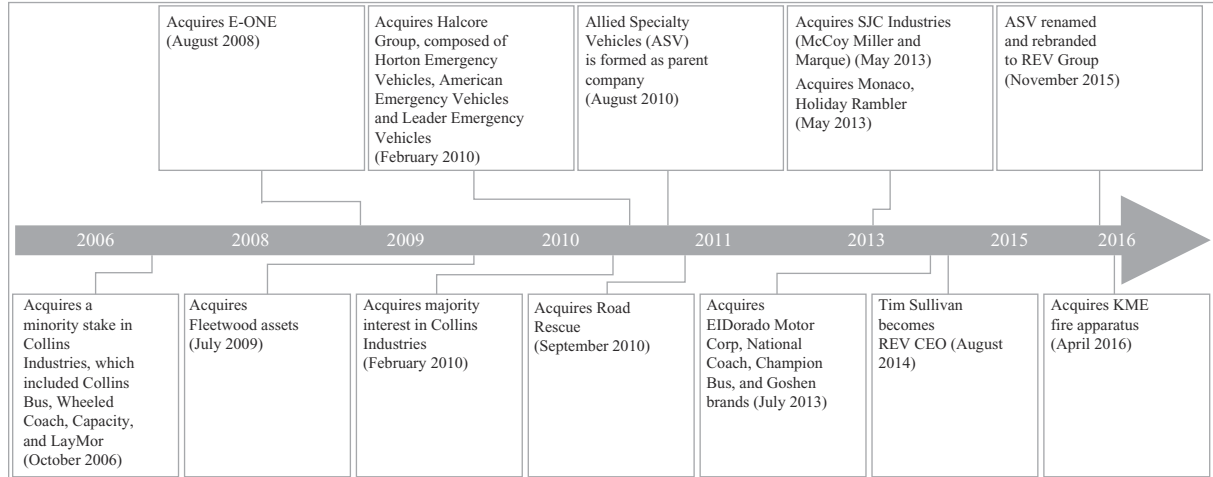 Acquires E-ONE
(August 2008)
Acquires Halcore
Group, composed of
Horton Emergency
Vehicles, American
Emergency Vehicles
and Leader Emergency
Vehicles
(February 2010)
Allied Specialty
Vehicles (ASV)
is formed as parent
company
(August 2010)
Acquires SJC Industries
(McCoy Miller and
Marque) (May 2013)
Acquires Monaco,
Holiday Rambler
(May 2013)
ASV renamed
and rebranded
to REV Group
(November 2015)
2006 2008 2009 2010 2011 2013 2015 2016
Acquires a
minority stake in
Collins
Industries, which
included Collins
Bus, Wheeled
Coach, Capacity,
and LayMor
(October 2006)
Acquires
Fleetwood assets
(July 2009)
Acquires majority
interest in Collins
Industries
(February 2010)
Acquires Road
Rescue
(September 2010)
Acquires
EIDorado Motor
Corp, National
Coach, Champion
Bus, and Goshen
brands (July 2013)
Tim Sullivan
becomes
REV CEO (August
2014)
Acquires KME
fire apparatus
(April 2016)